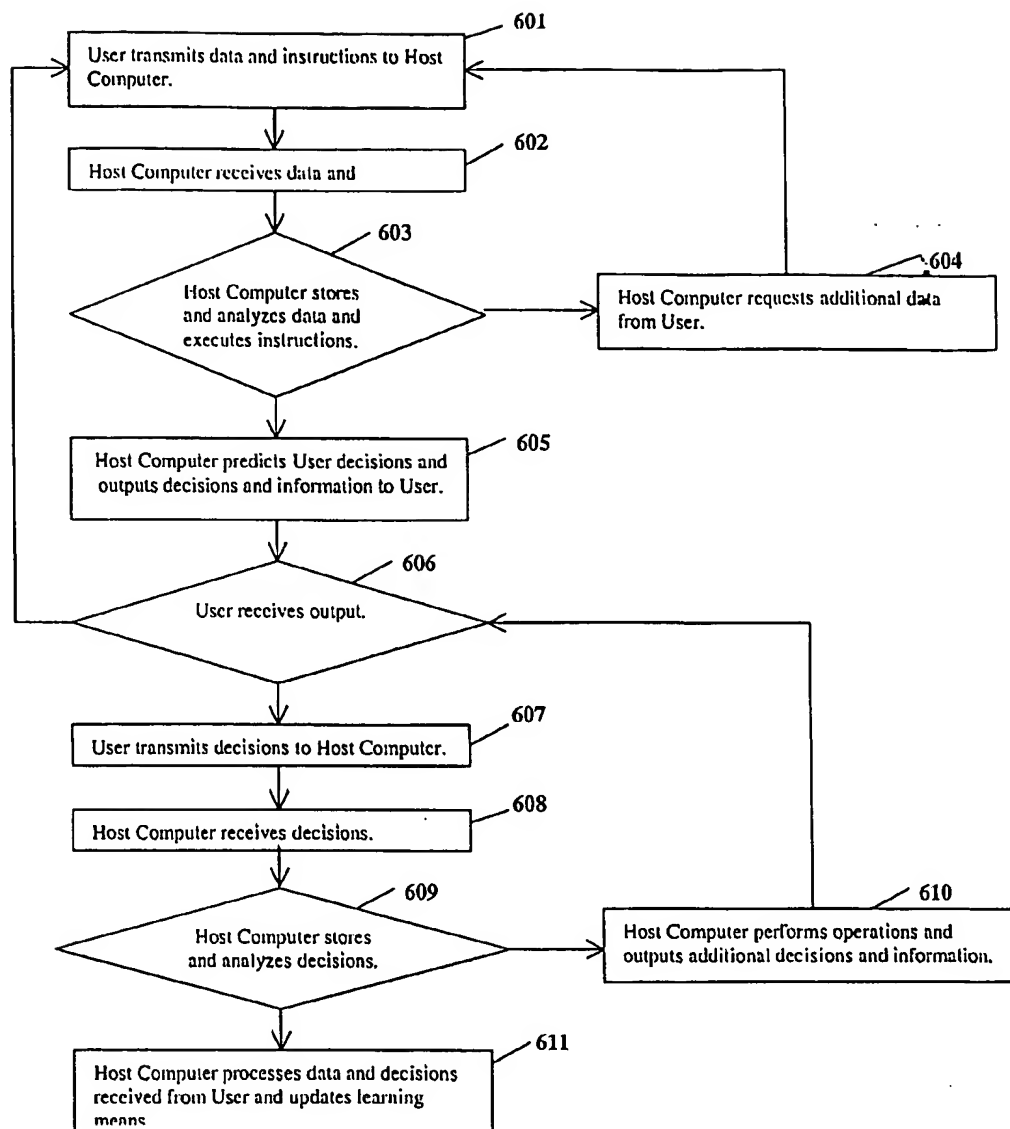 601
User transmits data and instructions to Host
Computer.
602
Host Computer receives data and
603
Host Computer stores
and analyzes data and
executes instructions.
604
Host Computer requests additional data
from User.
605
Host Computer predicts User decisions and
outputs decisions and information to User.
606
User receives output.
607
User transmits decisions to Host Computer.
608
Host Computer receives decisions.
609
Host Computer stores
and analyzes decisions.
610
Host Computer performs operations and
outputs additional decisions and information.
611
Host Computer processes data and decisions
received from User and updates learning
means